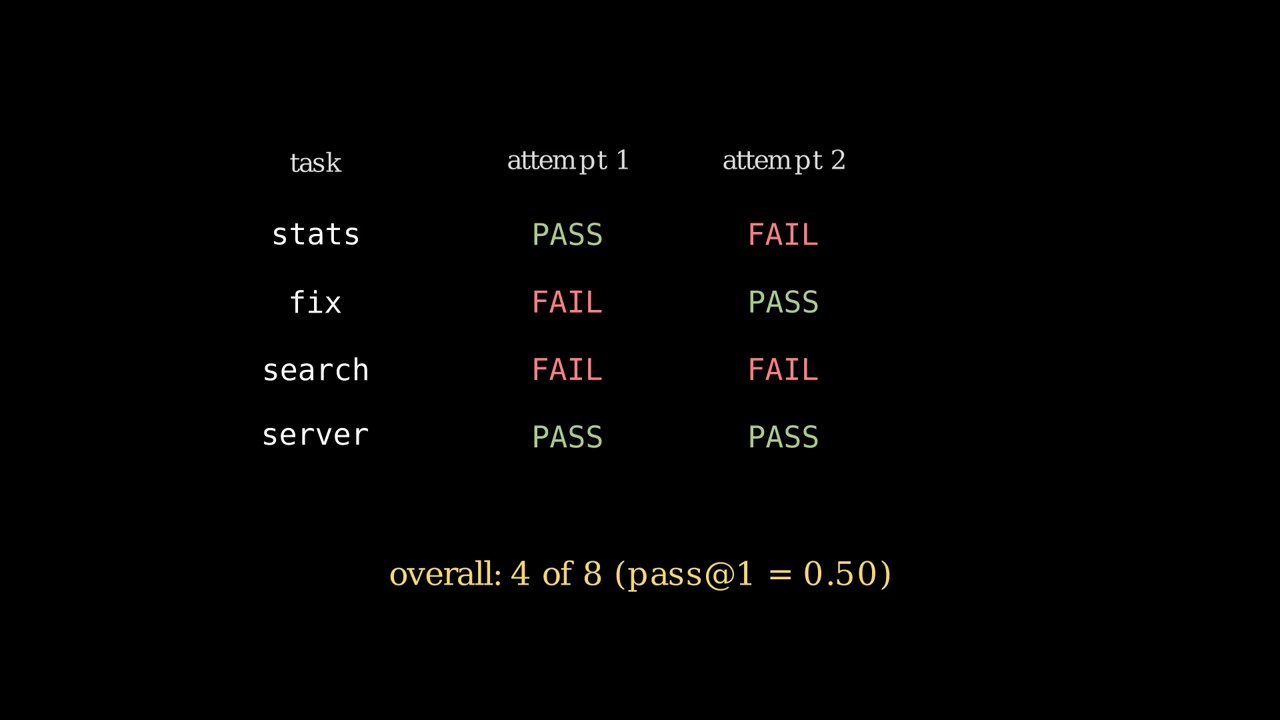 task attempt 1 attempt 2
stats PASS FAIL
fix FAIL PASS
search FAIL FAIL
server PASS PASS
overall: 4 of 8 (pass@1 = 0.50)